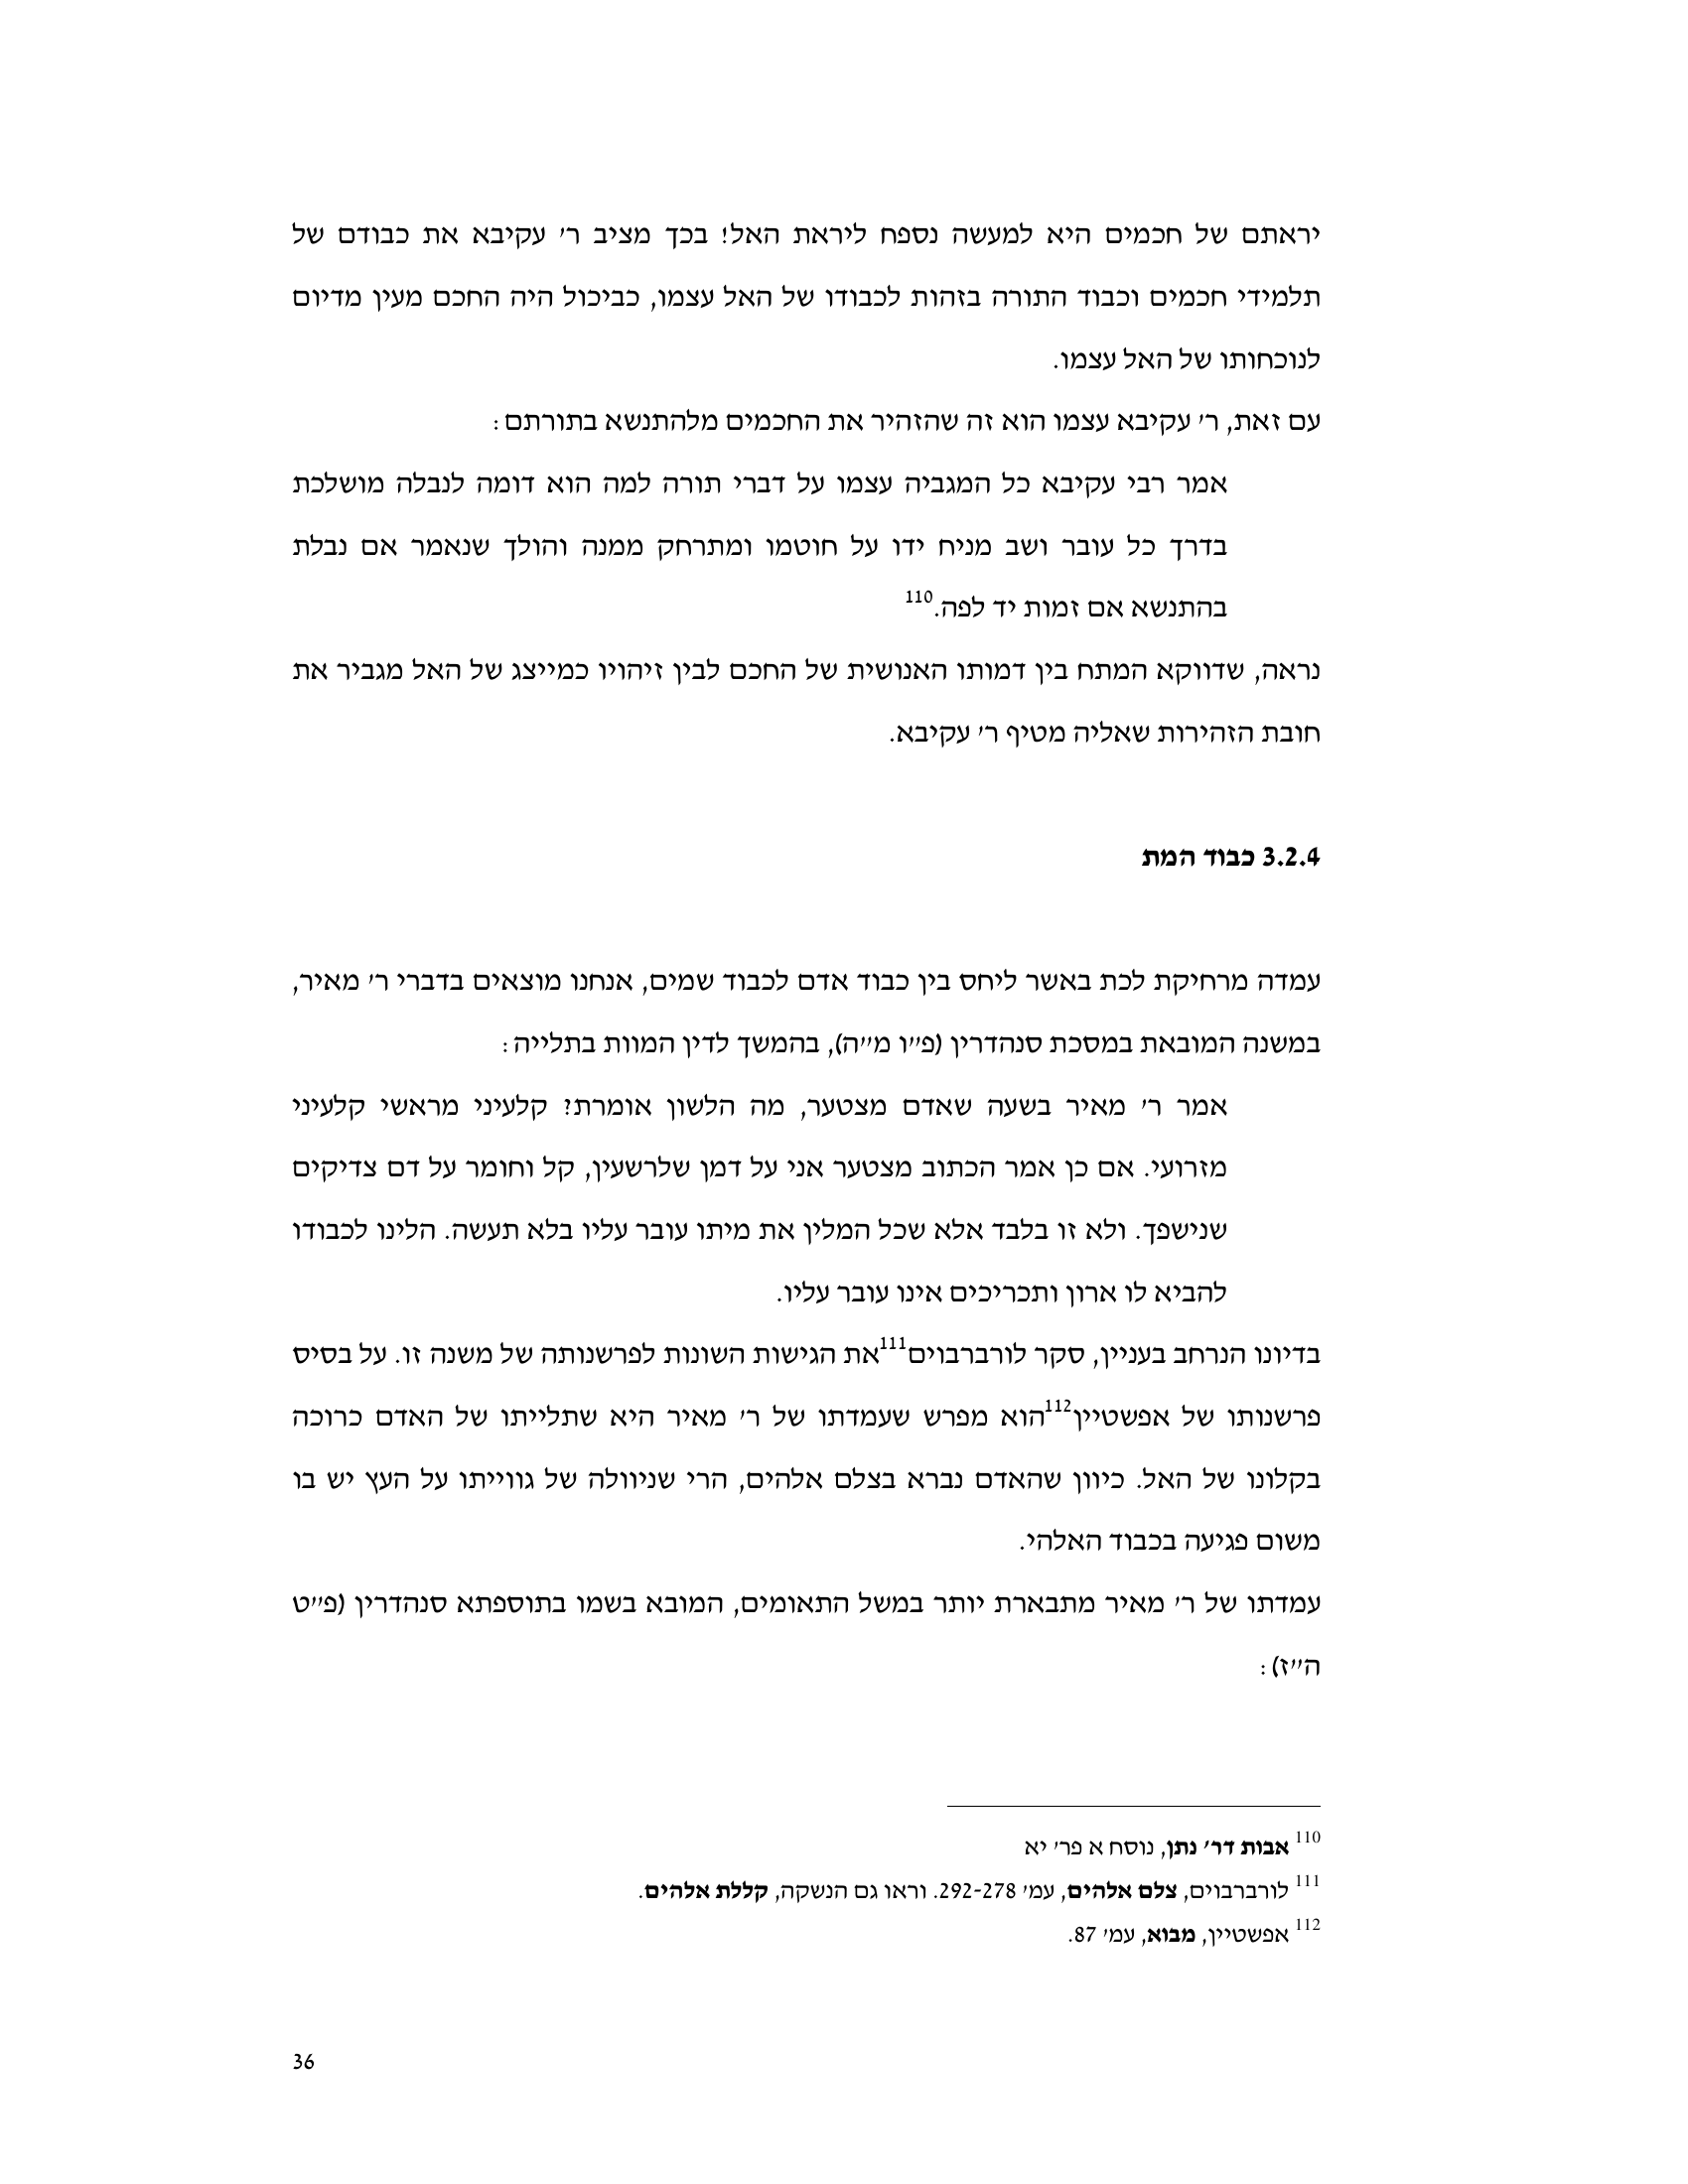 יראתם של חכמים היא למעשה נספח ליראת האל! בכך מציב ר' עקיבא את כבודם של
תלמידי חכמים וכבוד התורה בזהות לכבודו של האל עצמו, כביכול היה החכם מעין מדיום
לנוכחותו של האל עצמו.
עם זאת, ר' עקיבא עצמו הוא זה שהזהיר את החכמים מלהתנשא בתורתם:
אמר רבי עקיבא כל המגביה עצמו על דברי תורה למה הוא דומה לנבלה מושלכת
בדרך כל עובר ושב מניח ידו על חוטמו ומתרחק ממנה והולך שנאמר אם נבלת
בהתנשא אם זמות יד לפה.110
נראה, שדווקא המתח בין דמותו האנושית של החכם לבין זיהויו כמייצג של האל מגביר את
חובת הזהירות שאליה מטיף ר' עקיבא.
3.2.4 כבוד המת
עמדה מרחיקת לכת באשר ליחס בין כבוד אדם לכבוד שמים, אנחנו מוצאים בדברי ר' מאיר,
במשנה המובאת במסכת סנהדרין (פ"ו מ"ה), בהמשך לדין המוות בתלייה:
אמר ר' מאיר בשעה שאדם מצטער, מה הלשון אומרת? קלעיני מראשי קלעיני
מזרועי. אם כן אמר הכתוב מצטער אני על דמן שלרשעין, קל וחומר על דם צדיקים
שנישפך. ולא זו בלבד אלא שכל המלין את מיתו עובר עליו בלא תעשה. הלינו לכבודו
להביא לו ארון ותכריכים אינו עובר עליו.
בדיונו הנרחב בעניין, סקר לורברבוים111את הגישות השונות לפרשנותה של משנה זו. על בסיס
פרשנותו של אפשטיין112הוא מפרש שעמדתו של ר' מאיר היא שתלייתו של האדם כרוכה
בקלונו של האל. כיוון שהאדם נברא בצלם אלהים, הרי שניוולה של גווייתו על העץ יש בו
משום פגיעה בכבוד האלהי.
עמדתו של ר' מאיר מתבארת יותר במשל התאומים, המובא בשמו בתוספתא סנהדרין (פ"ט
ה"ז):
110 אבות דר' נתן, נוסח א פר' יא
111 לורברבוים, צלם אלהים, עמ' 292-278. וראו גם הנשקה, קללת אלהים.
112 אפשטיין, מבוא, עמ' 87.
36